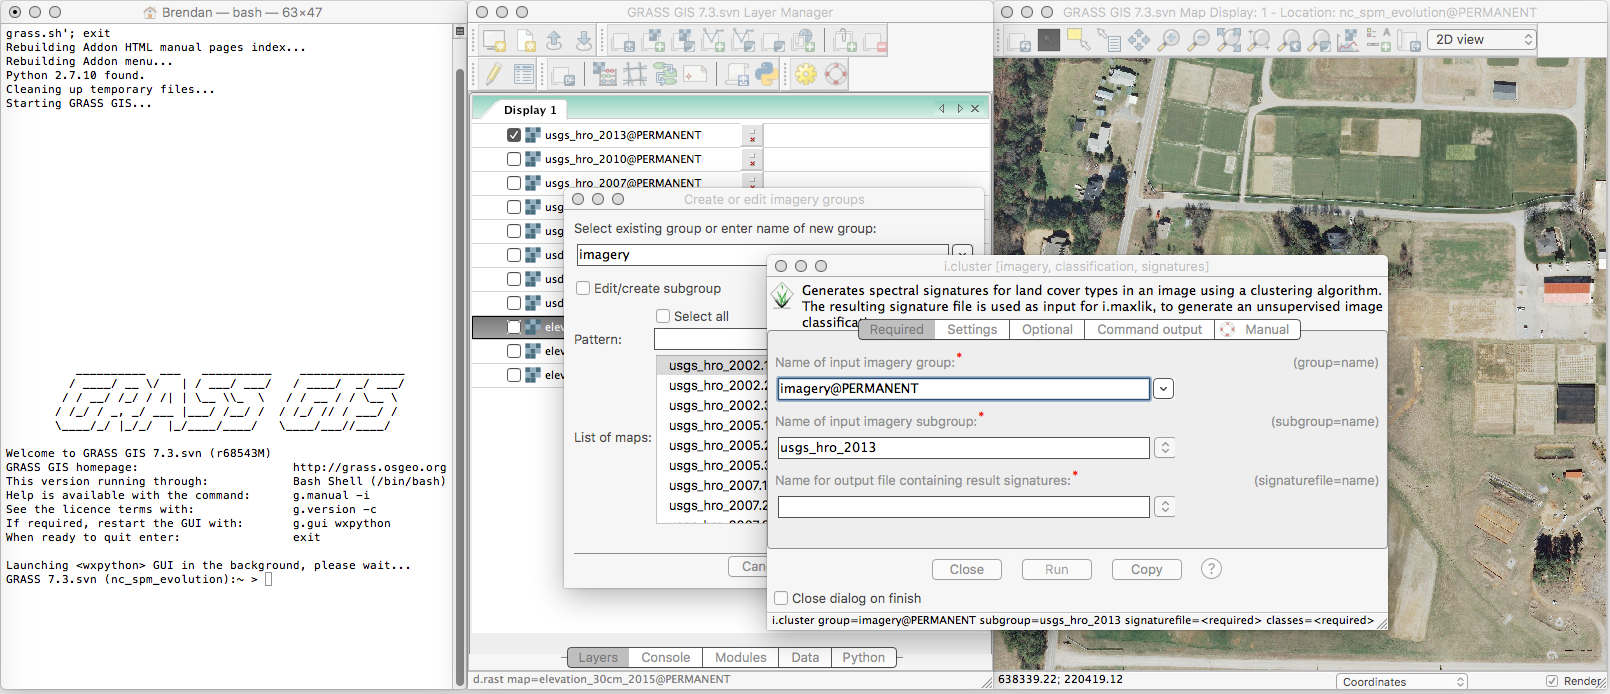 Brendan — bash — 63×47
grass.sh'; exit
Rebuilding Addon HTML manual pages index...
Rebuilding Addon menu...
Python 2.7.10 found.
Cleaning up temporary files...
Starting GRASS GIS...
Welcome to GRASS GIS 7.3.svn (r68543M)
GRASS GIS homepage: http://grass.osgeo.org
This version running through: Bash Shell (/bin/bash)
Help is available with the command: g.manual -i
See the licence terms with: g.version -c
If required, restart the GUI with: g.gui wxpython
When ready to quit enter: exit
Launching <wxpython> GUI in the background, please wait...
GRASS 7.3.svn (nc_spm_evolution):~ >
GRASS GIS 7.3.svn Layer Manager
Display 1
usgs_hro_2013@PERMANENT
usgs_hro_2010@PERMANENT
usgs_hro_2007@PERMANENT
usg
usg
usd
usd
usd
elev
elev
elev
Layers
Console
Modules
Data
Python
d.rast map=elevation_30cm_2015@PERMANENT
Create or edit imagery groups
Select existing group or enter name of new group:
imagery
Edit/create subgroup
Select all
Pattern:
List of maps:
usgs_hro_2002.1
usgs_hro_2002.2
usgs_hro_2002.3
usgs_hro_2005.1
usgs_hro_2005.2
usgs_hro_2005.3
usgs_hro_2007.1
usgs_hro_2007.2
Can
i.cluster [imagery, classification, signatures]
Generates spectral signatures for land cover types in an image using a clustering algorithm.
The resulting signature file is used as input for i.maxlik, to generate an unsupervised image
classificat
Required
Settings
Optional
Command output
Manual
Name of input imagery group:* (group=name)
imagery@PERMANENT
Name of input imagery subgroup:* (subgroup=name)
usgs_hro_2013
Name for output file containing result signatures:* (signaturefile=name)
Close
Run
Copy
?
Close dialog on finish
i.cluster group=imagery@PERMANENT subgroup=usgs_hro_2013 signaturefile=<required> classes=<required>
GRASS GIS 7.3.svn Map Display: 1 - Location: nc_spm_evolution@PERMANENT
2D view
638339.22; 220419.12
Coordinates
Render